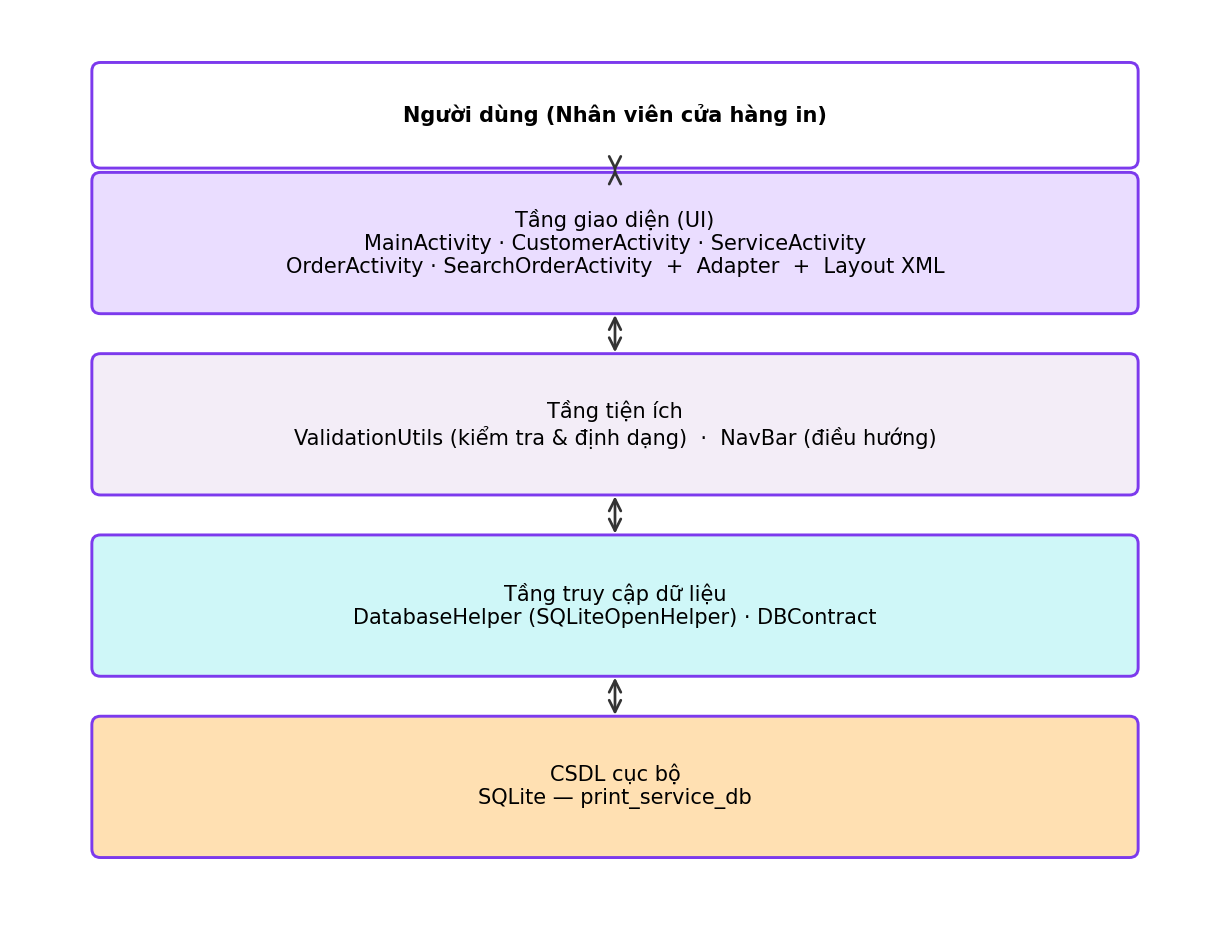 Người dùng (Nhân viên cửa hàng in)
Tầng giao diện (UI)
MainActivity · CustomerActivity · ServiceActivity
OrderActivity · SearchOrderActivity  +  Adapter  +  Layout XML
Tầng tiện ích
ValidationUtils (kiểm tra & định dạng)  ·  NavBar (điều hướng)
Tầng truy cập dữ liệu
DatabaseHelper (SQLiteOpenHelper) · DBContract
CSDL cục bộ
SQLite — print_service_db